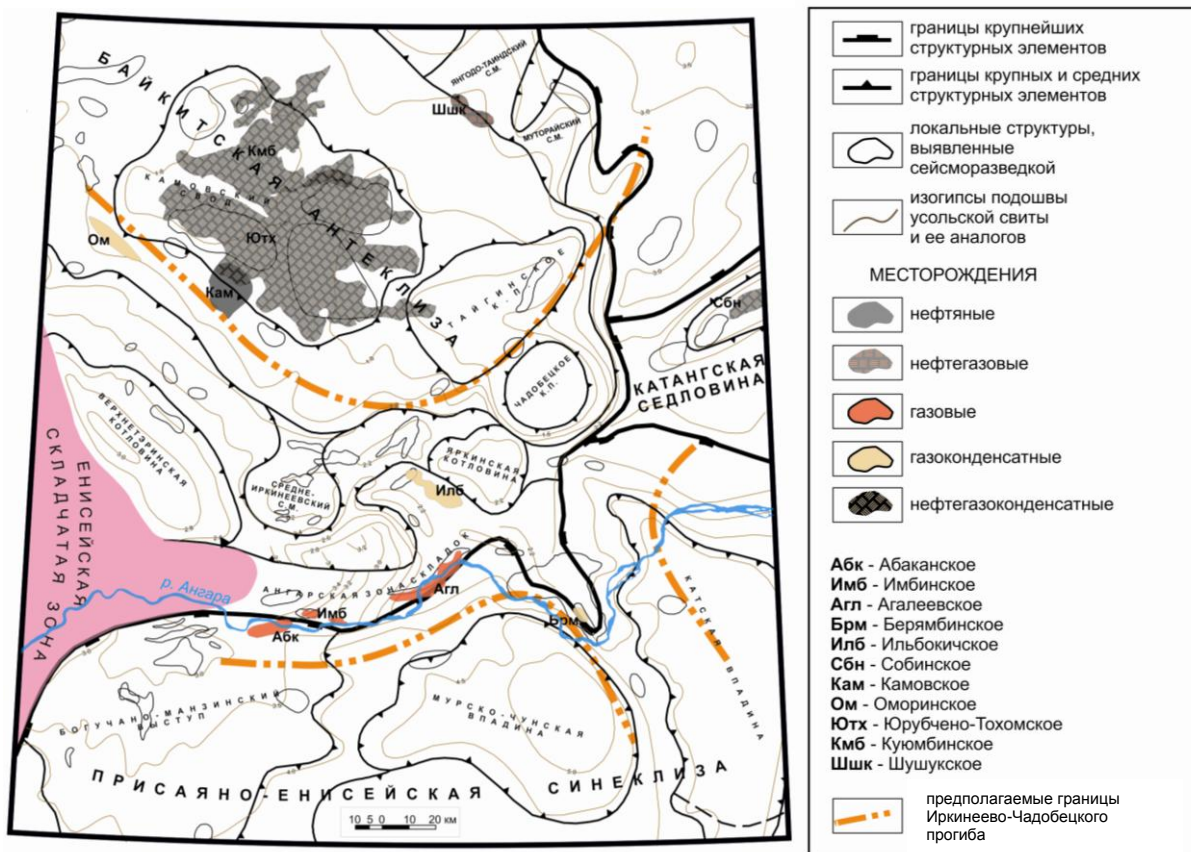 БАЙКИТСКАЯ АНТЕКЛИЗА
ЯНГОДО-ТАИНДСКИЙ
С.М.
Шшк
МУТОРАЙСКИЙ
С.М.
Кмб
КАМОВСКИЙ
СВОД
Ом
Ютх
Кам
ТАЙГИНСКОЕ
К.П.
Сбн
ЧАДОБЕЦКОЕ
К.П.
КАТАНГСКАЯ
СЕДЛОВИНА
ВЕРХНЕТЭРИНСКАЯ
КОТЛОВИНА
ЕНИСЕЙСКАЯ
СКЛАДЧАТАЯ ЗОНА
СРЕДНЕ-
ИРКИНЕЕВСКИЙ
С.М.
ЯРКИНСКАЯ
КОТЛОВИНА
Илб
р. Ангара
АНГАРСКАЯ ЗОНА СКЛАДОК
Агл
Имб
Абк
Брм
КАТСКАЯ ВПАДИНА
БОГУЧАНО-МАНЗИНСКИЙ
ВЫСТУП
МУРСКО-ЧУНСКАЯ
ВПАДИНА
ПРИСАЯНО-ЕНИСЕЙСКАЯ СИНЕКЛИЗА
10 5 0 10 20 км
границы крупнейших
структурных элементов
границы крупных и средних
структурных элементов
локальные структуры,
выявленные
сейсморазведкой
изогипсы подошвы
усольской свиты
и ее аналогов
МЕСТОРОЖДЕНИЯ
нефтяные
нефтегазовые
газовые
газоконденсатные
нефтегазоконденсатные
Абк - Абаканское
Имб - Имбинское
Агл - Агалеевское
Брм - Берямбинское
Илб - Ильбокичское
Сбн - Собинское
Кам - Камовское
Ом - Оморинское
Ютх - Юрубчено-Тохомское
Кмб - Куюмбинское
Шшк - Шушукское
предполагаемые границы
Иркинеево-Чадобецкого
прогиба